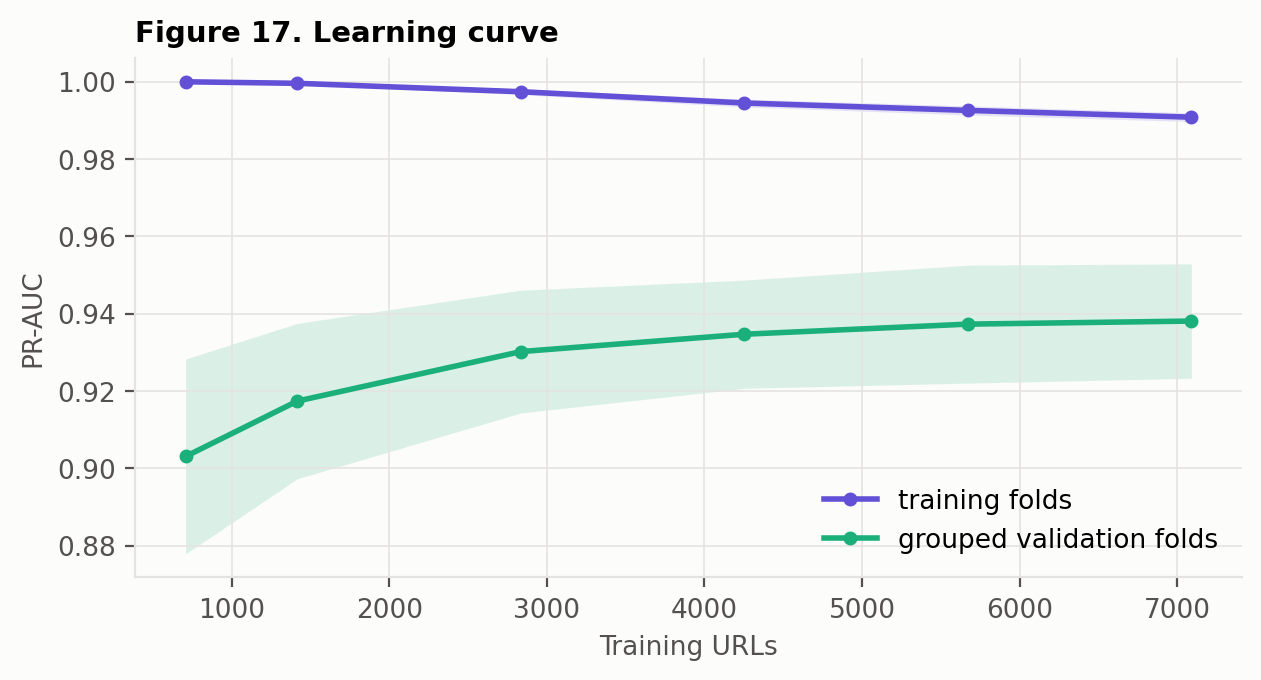 Figure 17. Learning curve
1.00
0.98
0.96
0.94
0.92
0.90
0.88
PR-AUC
training folds
grouped validation folds
1000 2000 3000 4000 5000 6000 7000
Training URLs